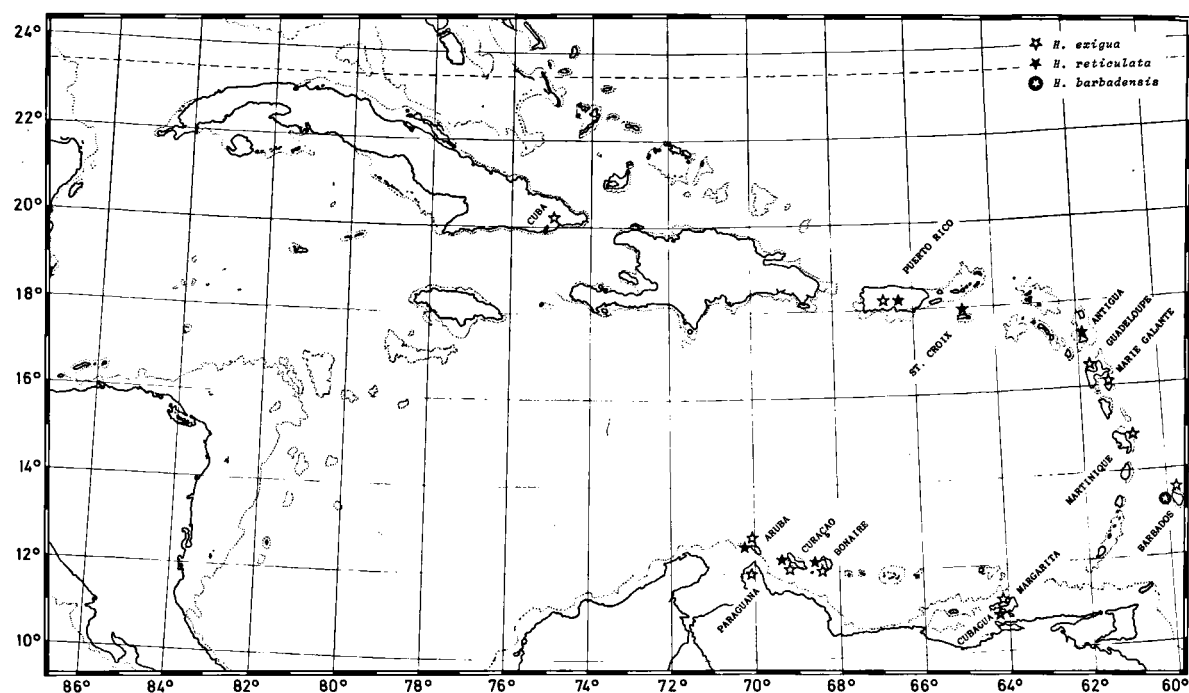 24°
22°
20°
18°
16°
14°
12°
10°
H. exigua
H. reticulata
H. barbadensis
CUBA
PUERTO RICO
ST. CROIX
ANTIGUA
GUADELOUPE
MARIE GALANTE
MARTINIQUE
BARBADOS
ARUBA
CURAÇAO
BONAIRE
PARAGUANA
MARGARITA
CUBAGUA
86° 84° 82° 80° 78° 76° 74° 72° 70° 68° 66° 64° 62° 60°